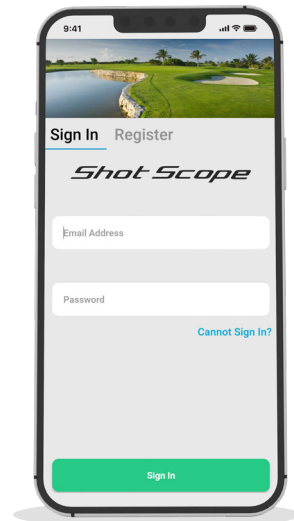 9:41
Sign In Register
Shot Scope
Email Address
Password
Cannot Sign In?
Sign In